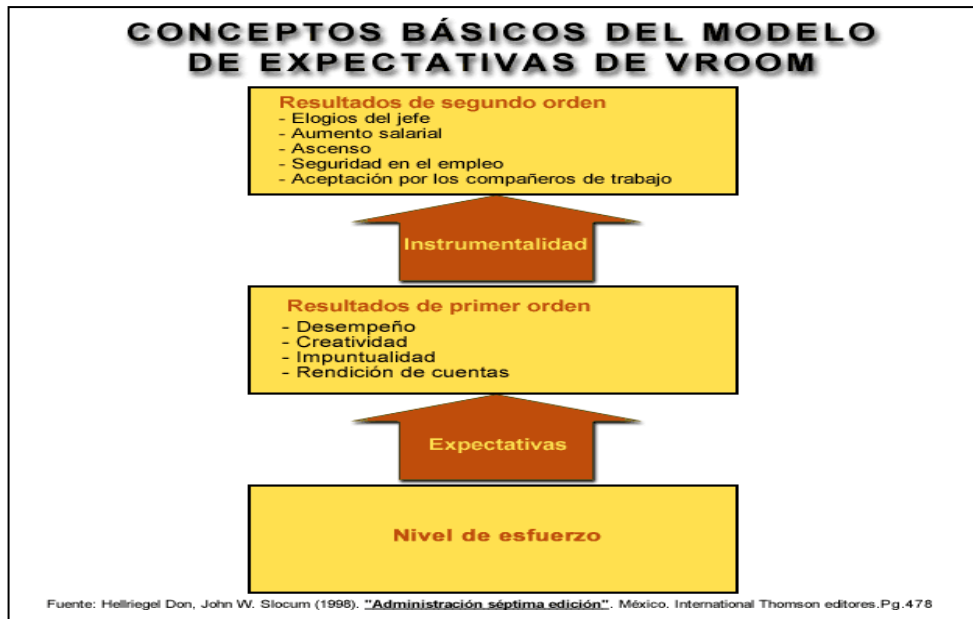 CONCEPTOS BÁSICOS DEL MODELO
DE EXPECTATIVAS DE VROOM
Resultados de segundo orden
- Elogios del jefe
- Aumento salarial
- Ascenso
- Seguridad en el empleo
- Aceptación por los compañeros de trabajo
Instrumentalidad
Resultados de primer orden
- Desempeño
- Creatividad
- Impuntualidad
- Rendición de cuentas
Expectativas
Nivel de esfuerzo
Fuente: Hellriegel Don, John W. Slocum (1998). "Administración séptima edición". México. International Thomson editores.Pg.478